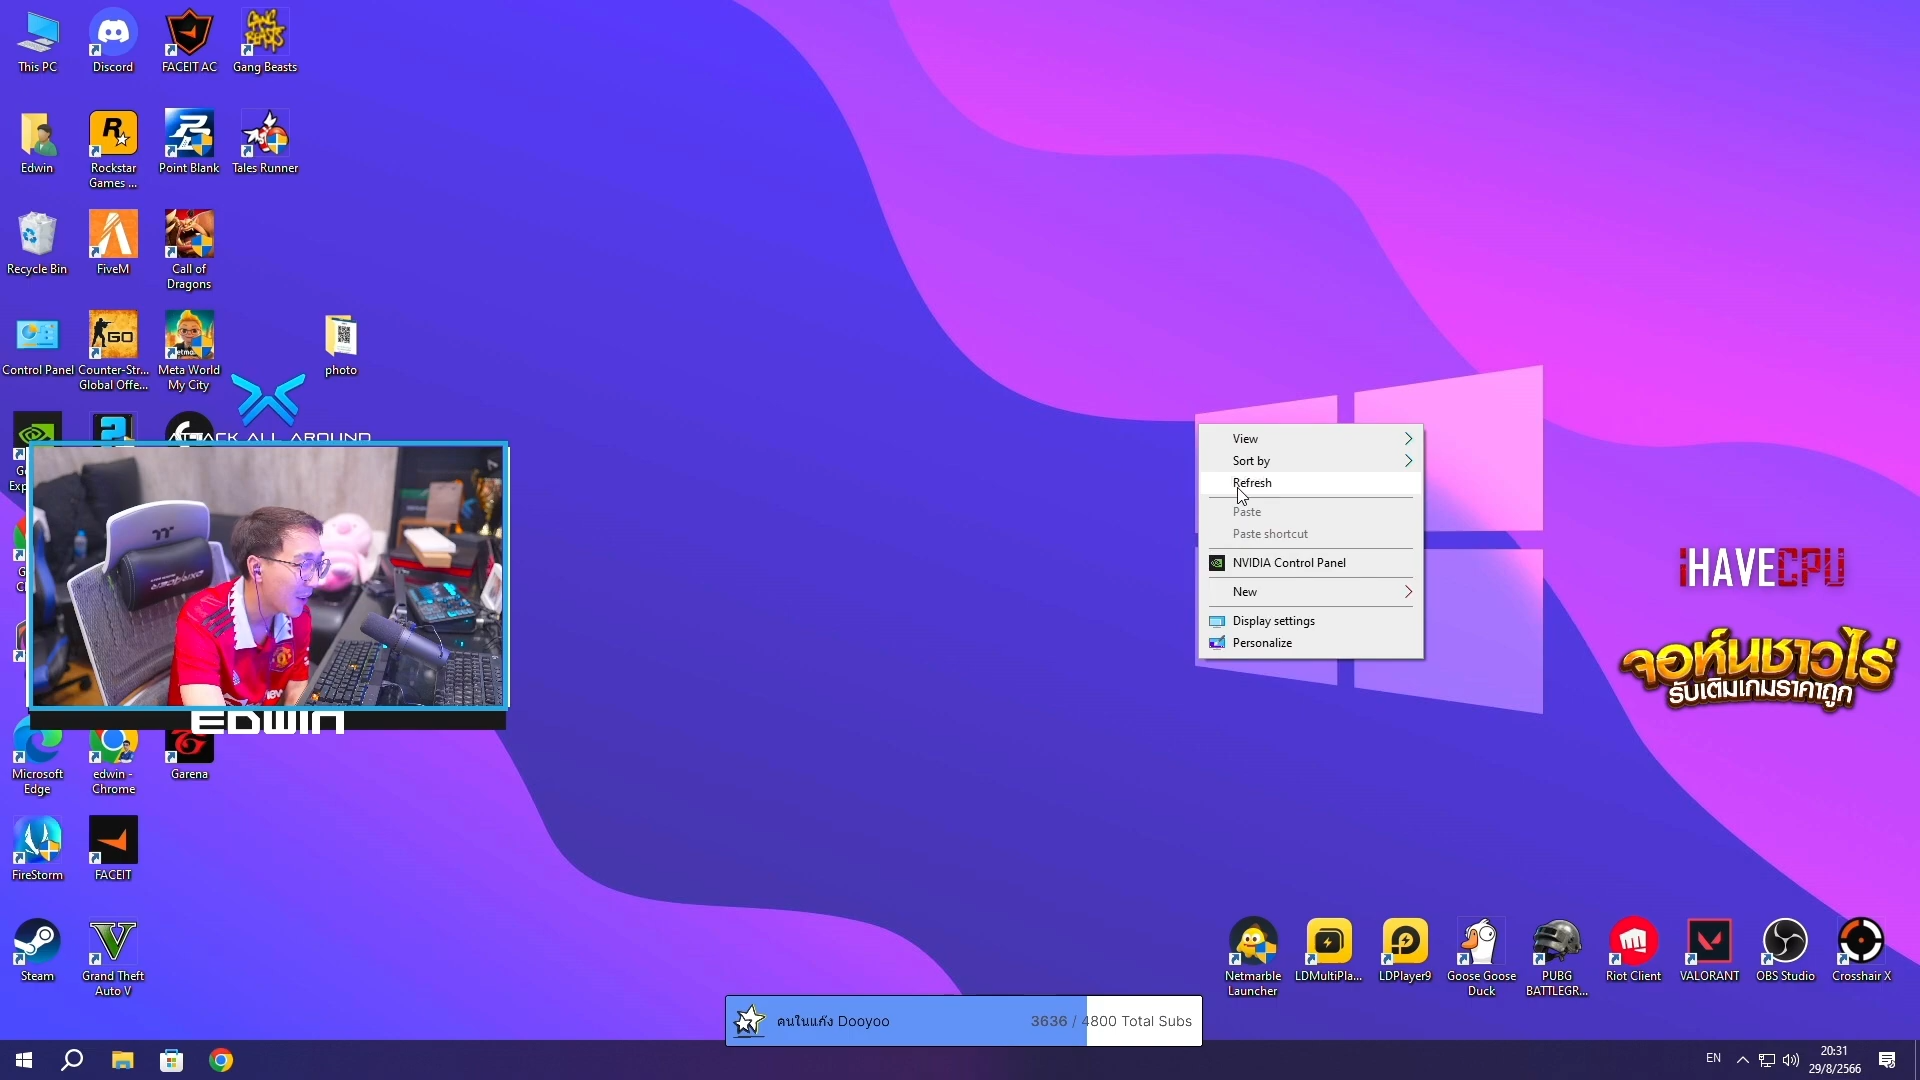 This PC
Discord
FACEIT AC
Gang Beasts
Edwin
Rockstar
Games ...
Point Blank
Tales Runner
Recycle Bin
FiveM
Call of
Dragons
Control Panel
Counter-Str...
Global Offe...
Meta World
My City
photo
ALL AROUND
EDWIN
Microsoft
Edge
edwin -
Chrome
Garena
FireStorm
FACEIT
Steam
Grand Theft
Auto V
View
Sort by
Refresh
Paste
Paste shortcut
NVIDIA Control Panel
New
Display settings
Personalize
iHAVECPU
จอห์นชาวไร่
รับเติมเกมราคาถูก
Netmarble
Launcher
LDMultiPla...
LDPlayer9
Goose Goose
Duck
PUBG
BATTLEGR...
Riot Client
VALORANT
OBS Studio
Crosshair X
คนในแก๊ง Dooyoo
3636 / 4800 Total Subs
EN
20:31
29/8/2566